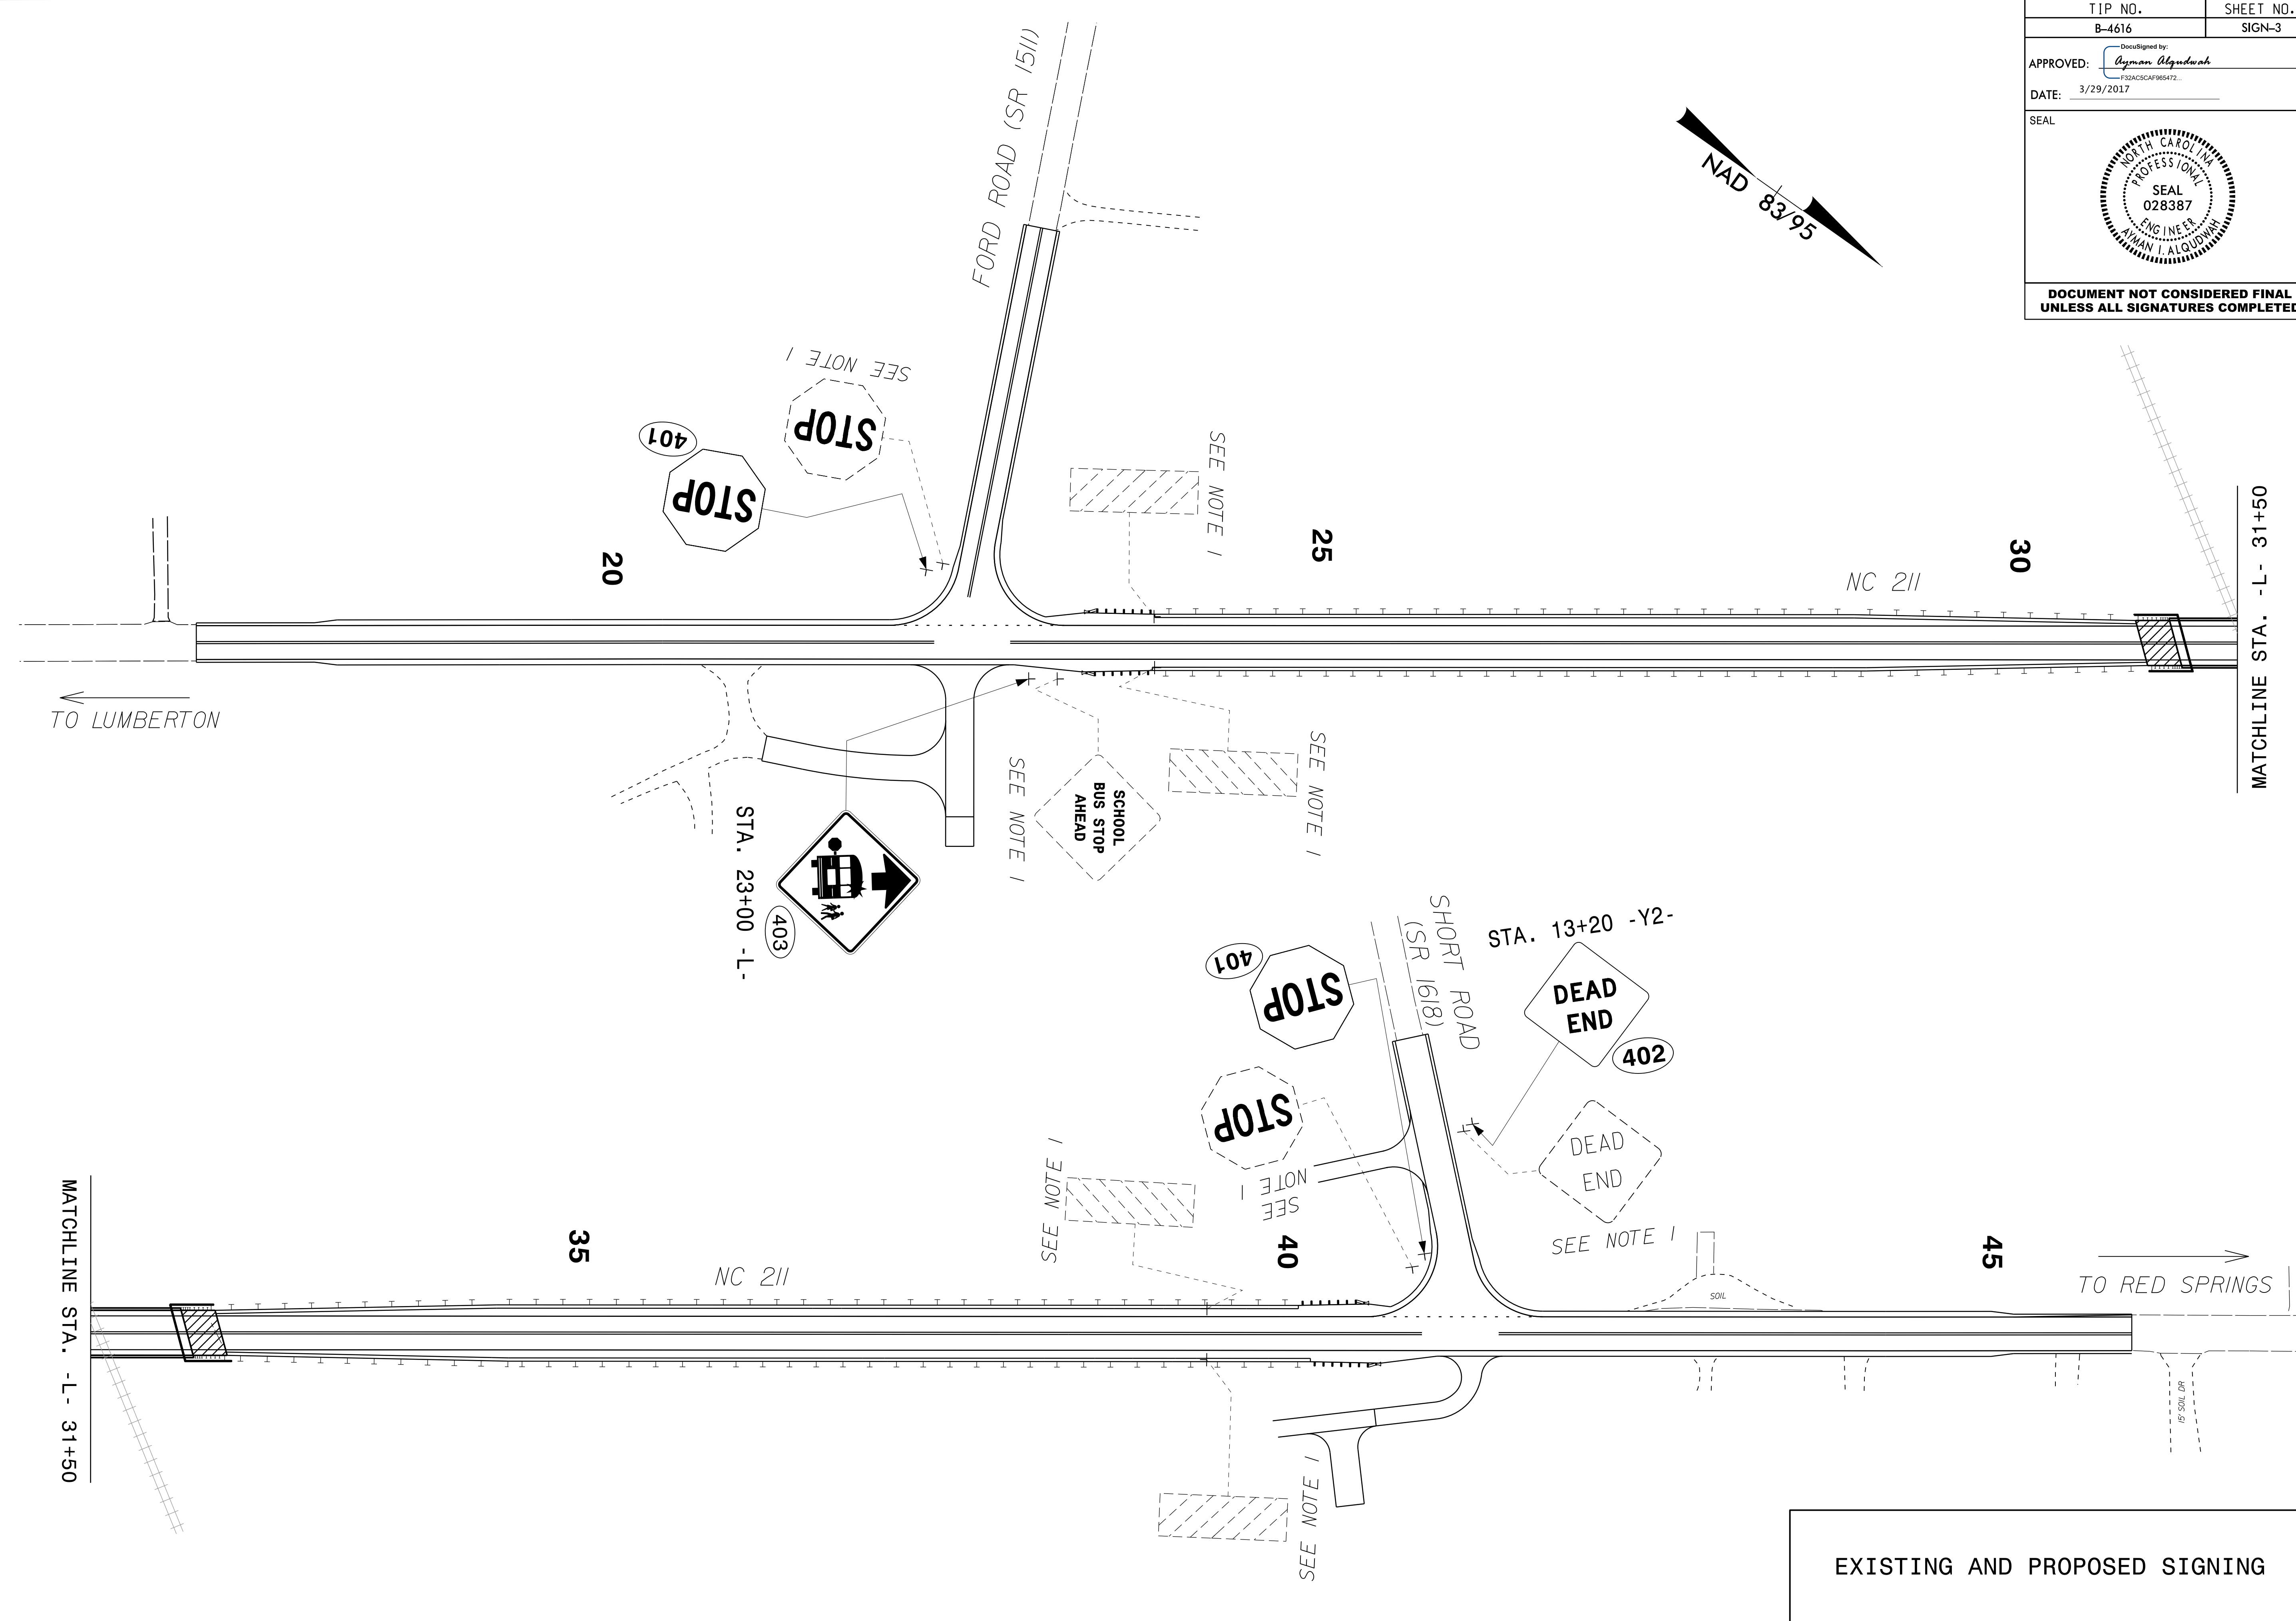 TIP NO.
SHEET NO.
B-4616
SIGN-3
APPROVED:
DocuSigned by:
Ayman Alqudwah
F32AC5CAF965472...
DATE:
3/29/2017
SEAL
NORTH CAROLINA
PROFESSIONAL
SEAL
028387
ENGINEER
AYMAN I. ALQUDWAH
DOCUMENT NOT CONSIDERED FINAL
UNLESS ALL SIGNATURES COMPLETED
NAD 83/95
FORD ROAD (SR 1511)
SEE NOTE 1
STOP
401
STOP
SEE NOTE 1
20
25
30
NC 211
MATCHLINE STA. -L- 31+50
TO LUMBERTON
SEE NOTE 1
SCHOOL
BUS STOP
AHEAD
SEE NOTE 1
STA. 23+00 -L-
403
SHORT ROAD
(SR 1618)
STA. 13+20 -Y2-
401
STOP
DEAD
END
402
STOP
SEE
NOTE 1
DEAD
END
SEE NOTE 1
SEE NOTE 1
MATCHLINE STA. -L- 31+50
35
NC 211
40
45
SOIL
TO RED SPRINGS
15' SOIL DR
SEE NOTE 1
EXISTING AND PROPOSED SIGNING